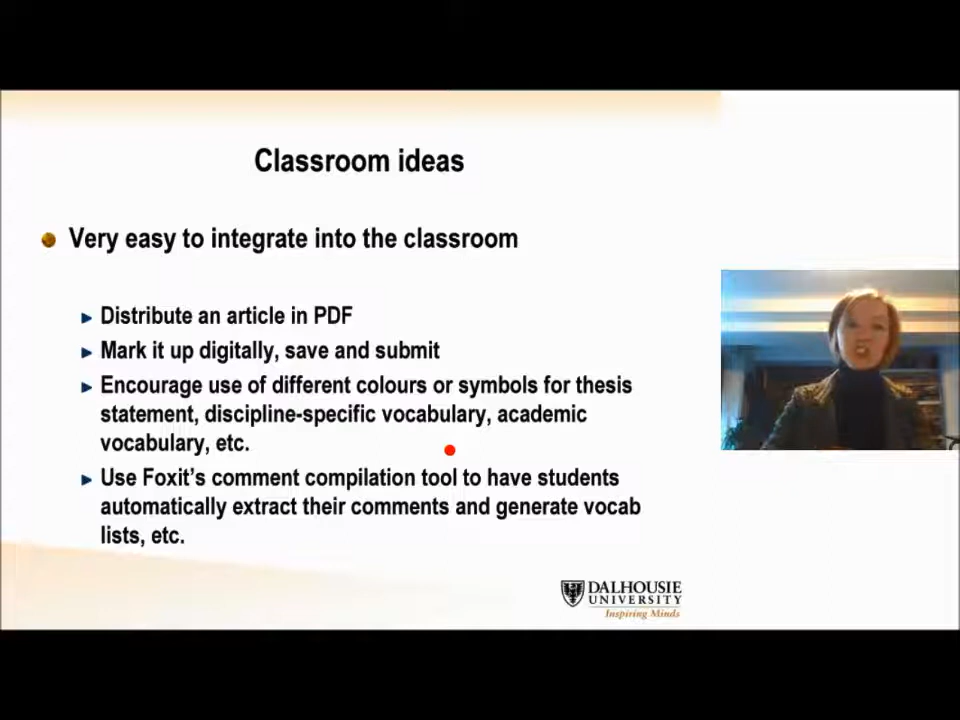 Classroom ideas
Very easy to integrate into the classroom
Distribute an article in PDF
Mark it up digitally, save and submit
Encourage use of different colours or symbols for thesis
statement, discipline-specific vocabulary, academic
vocabulary, etc.
Use Foxit's comment compilation tool to have students
automatically extract their comments and generate vocab
lists, etc.
DALHOUSIE
UNIVERSITY
Inspiring Minds